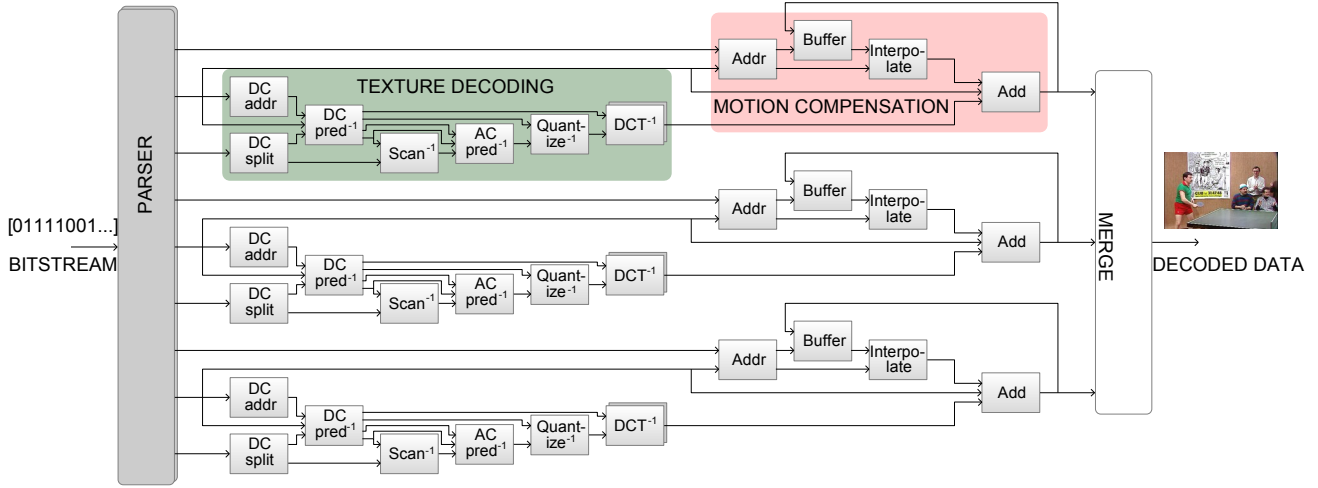 TEXTURE DECODING
MOTION COMPENSATION
PARSER
[01111001...]
BITSTREAM
MERGE
DECODED DATA
DC
addr
DC
split
DC
pred⁻¹
Scan⁻¹
AC
pred⁻¹
Quant-
ize⁻¹
DCT⁻¹
Addr
Buffer
Interpo-
late
Add
DC
addr
DC
split
DC
pred⁻¹
Scan⁻¹
AC
pred⁻¹
Quant-
ize⁻¹
DCT⁻¹
Addr
Buffer
Interpo-
late
Add
DC
addr
DC
split
DC
pred⁻¹
Scan⁻¹
AC
pred⁻¹
Quant-
ize⁻¹
DCT⁻¹
Addr
Buffer
Interpo-
late
Add